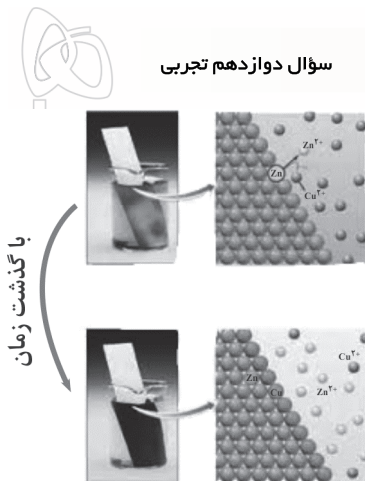 سؤال دوازدهم تجربی
Zn²⁺
Zn
Cu²⁺
با گذشت زمان
Cu²⁺
Zn
Zn²⁺
Cu